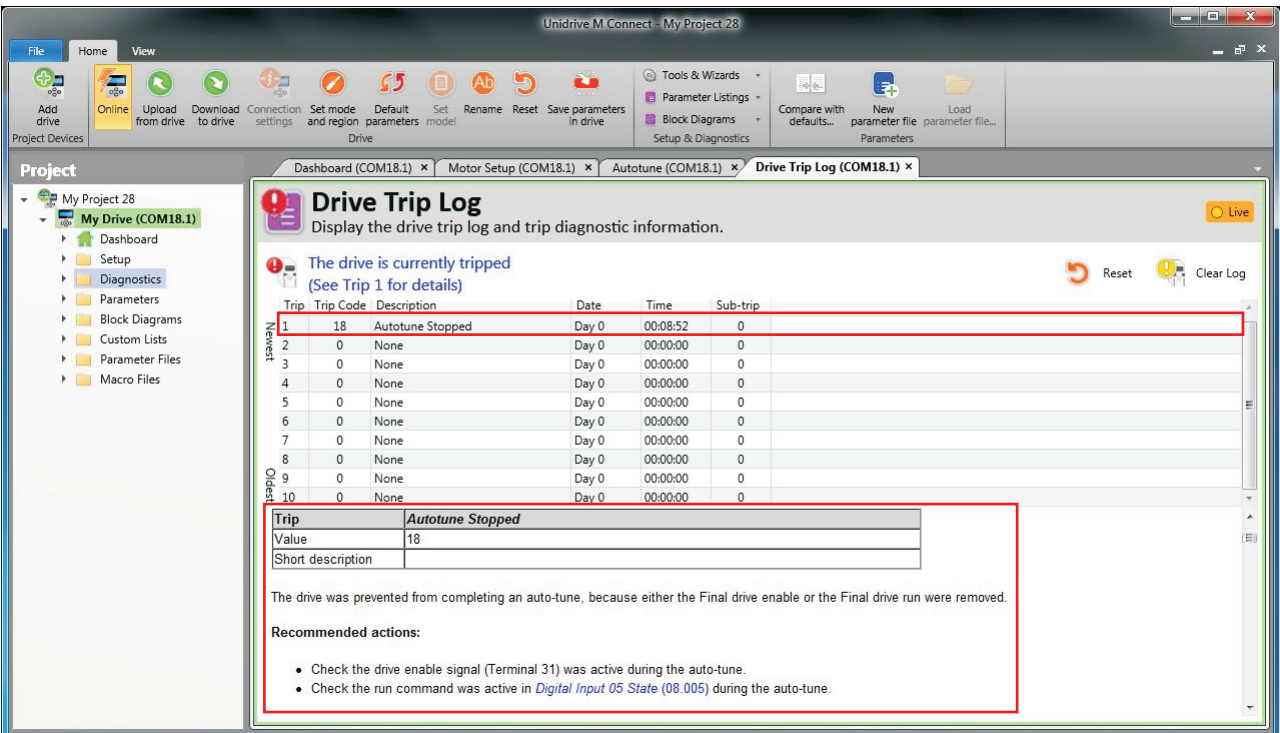 Unidrive M Connect - My Project 28
File Home View
Add drive
Online
Upload from drive
Download to drive
Connection settings
Set mode and region
Default parameters
Set model
Rename
Reset
Save parameters in drive
Tools & Wizards
Parameter Listings
Block Diagrams
Compare with defaults...
New parameter file
Load parameter file...
Project Devices Drive Setup & Diagnostics Parameters
Project
My Project 28
My Drive (COM18.1)
Dashboard
Setup
Diagnostics
Parameters
Block Diagrams
Custom Lists
Parameter Files
Macro Files
Dashboard (COM18.1) Motor Setup (COM18.1) Autotune (COM18.1) Drive Trip Log (COM18.1)
Drive Trip Log
Display the drive trip log and trip diagnostic information.
Live
The drive is currently tripped
(See Trip 1 for details)
Reset Clear Log
Trip Trip Code Description Date Time Sub-trip
Newest
1 18 Autotune Stopped Day 0 00:08:52 0
2 0 None Day 0 00:00:00 0
3 0 None Day 0 00:00:00 0
4 0 None Day 0 00:00:00 0
5 0 None Day 0 00:00:00 0
6 0 None Day 0 00:00:00 0
7 0 None Day 0 00:00:00 0
8 0 None Day 0 00:00:00 0
9 0 None Day 0 00:00:00 0
10 0 None Day 0 00:00:00 0
Oldest
Trip Autotune Stopped
Value 18
Short description
The drive was prevented from completing an auto-tune, because either the Final drive enable or the Final drive run were removed.
Recommended actions:
• Check the drive enable signal (Terminal 31) was active during the auto-tune.
• Check the run command was active in Digital Input 05 State (08.005) during the auto-tune.